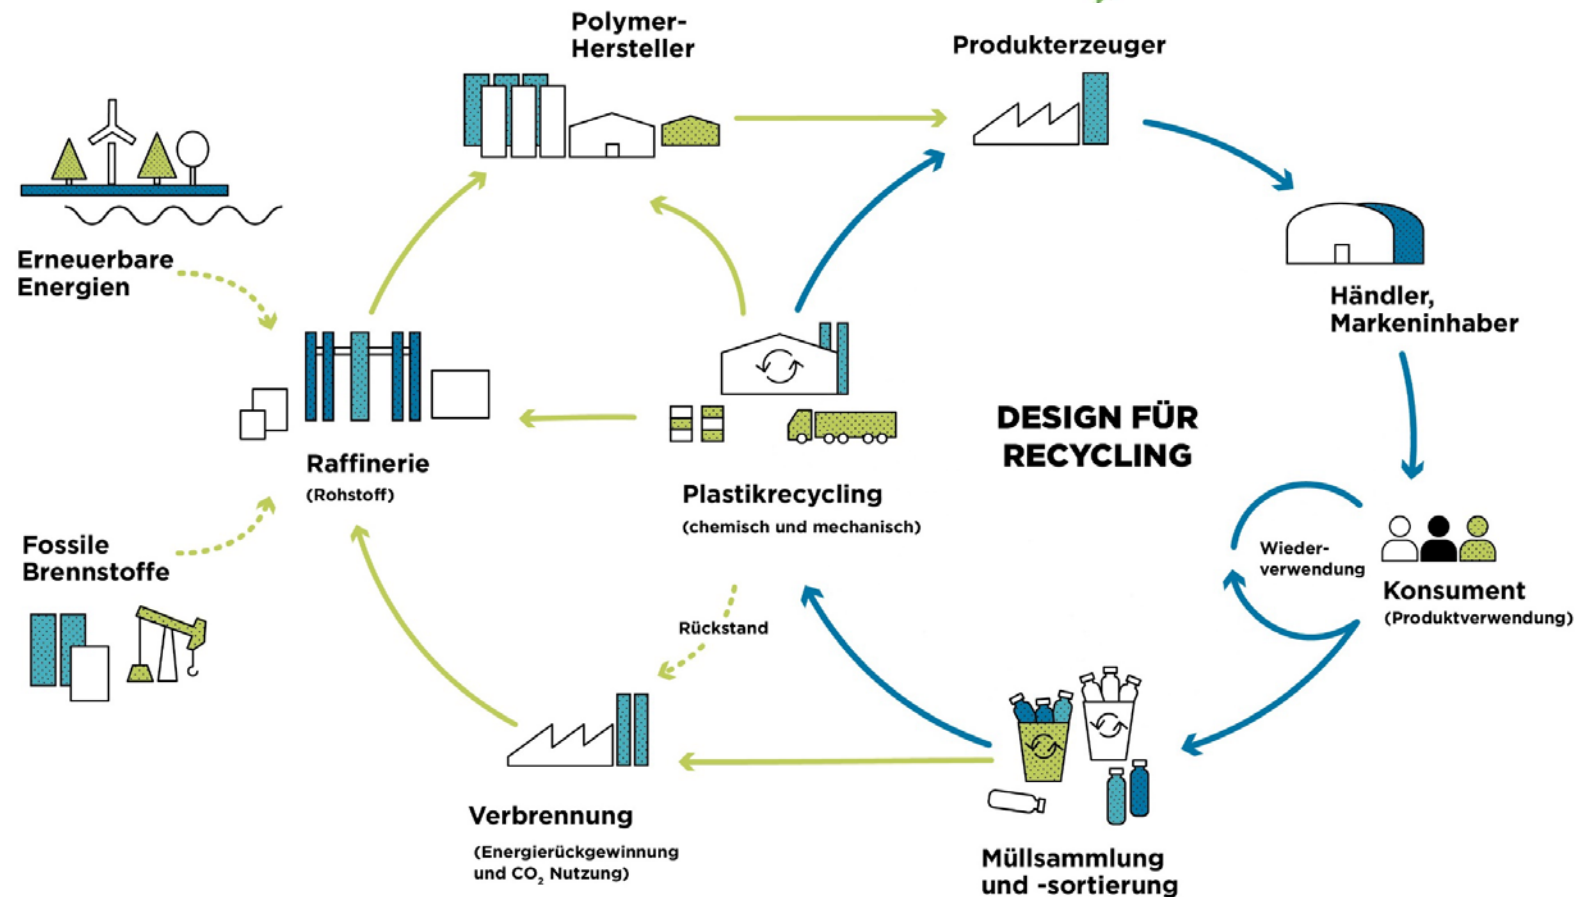 Polymer-
Hersteller
Produkterzeuger
Erneuerbare
Energien
Händler,
Markeninhaber
DESIGN FÜR
RECYCLING
Raffinerie
(Rohstoff)
Plastikrecycling
(chemisch und mechanisch)
Fossile
Brennstoffe
Wieder-
verwendung
Konsument
(Produktverwendung)
Rückstand
Verbrennung
(Energierückgewinnung
und CO₂ Nutzung)
Müllsammlung
und -sortierung